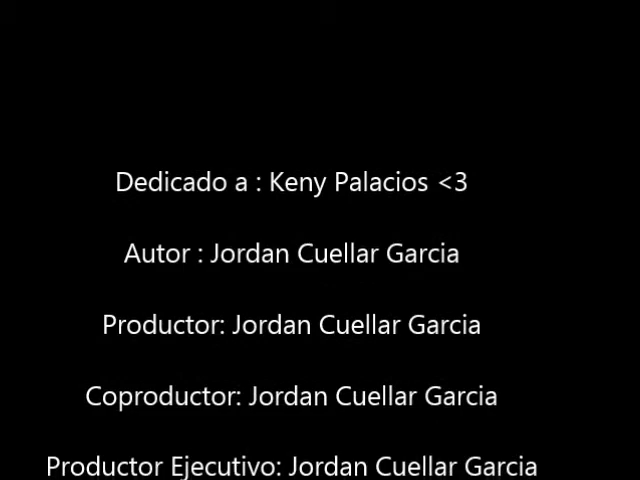 Dedicado a : Keny Palacios <3
Autor : Jordan Cuellar Garcia
Productor: Jordan Cuellar Garcia
Coproductor: Jordan Cuellar Garcia
Productor Ejecutivo: Jordan Cuellar Garcia